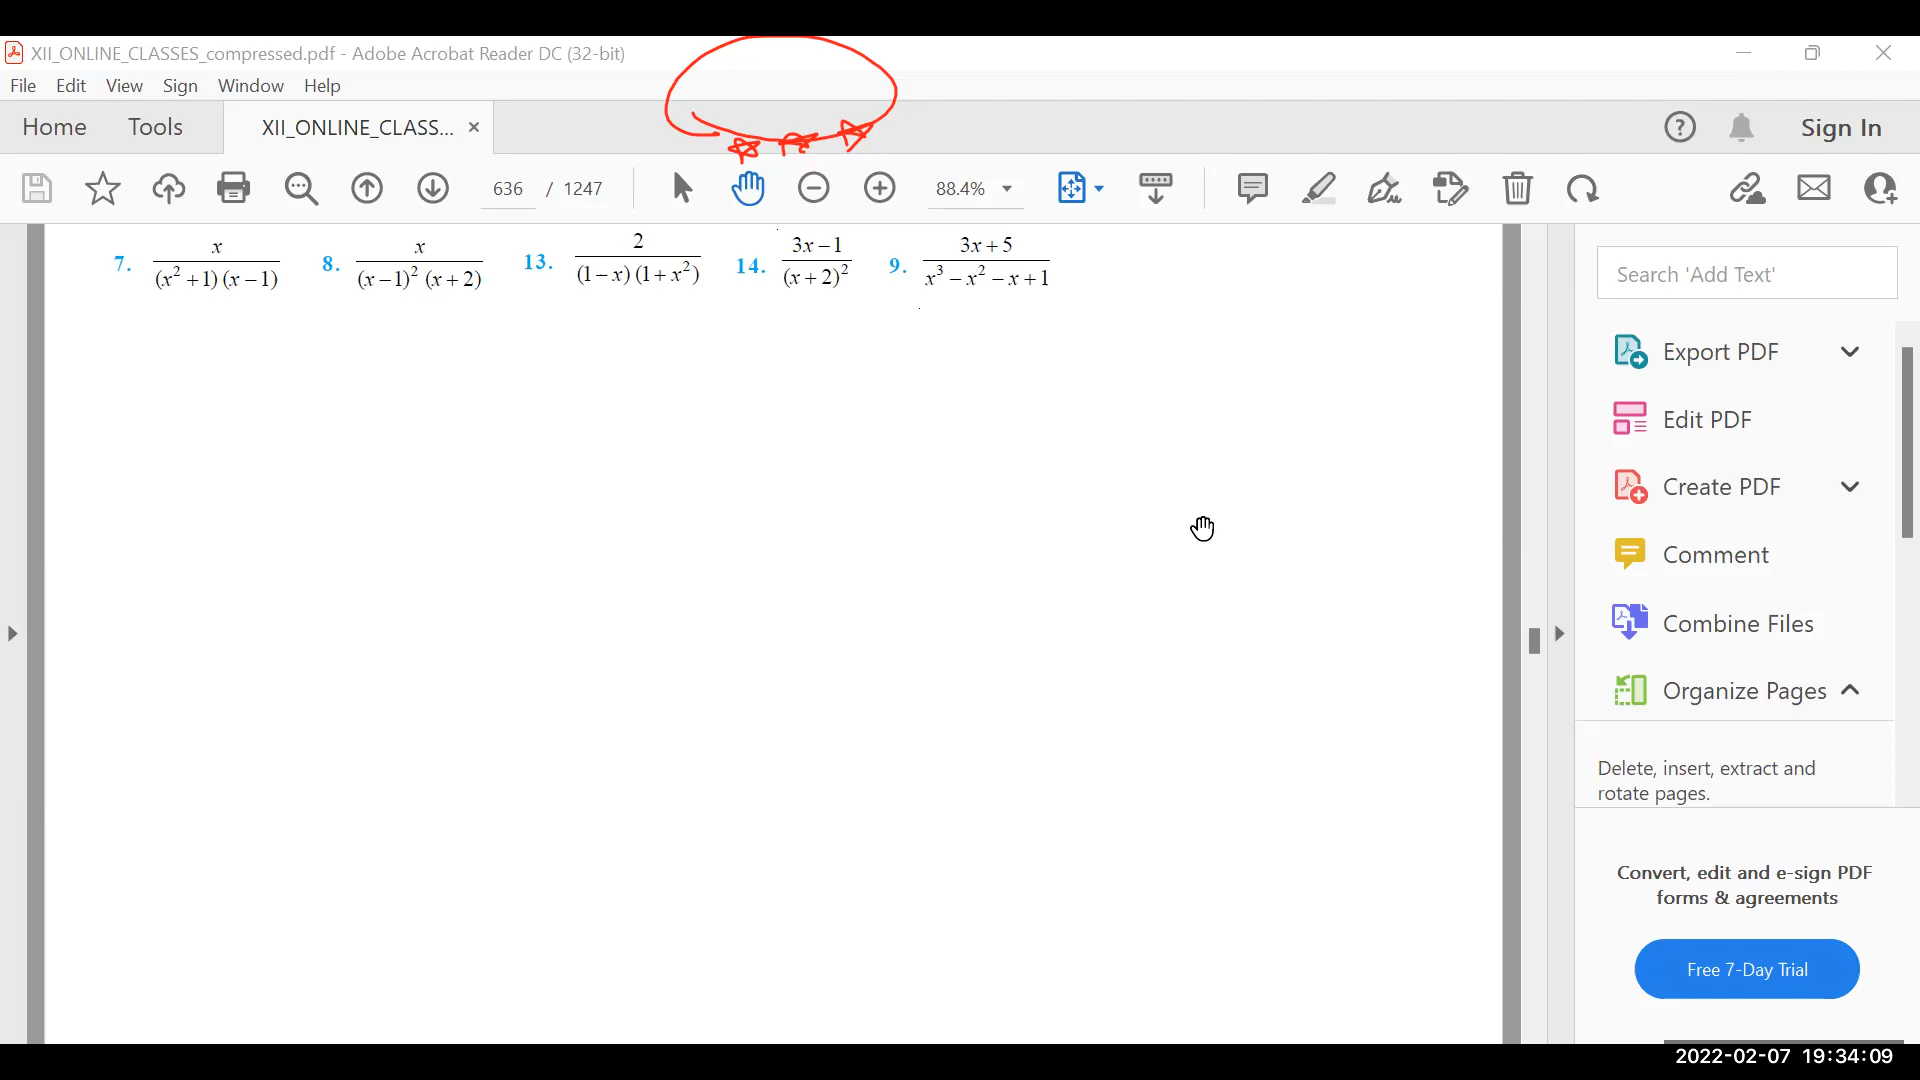 XII_ONLINE_CLASSES_compressed.pdf - Adobe Acrobat Reader DC (32-bit)
File Edit View Sign Window Help
Home Tools XII_ONLINE_CLASS... × Sign In
636 / 1247 88.4%
7. x/((x²+1)(x−1)) 8. x/((x−1)²(x+2)) 13. 2/((1−x)(1+x²)) 14. (3x−1)/(x+2)² 9. (3x+5)/(x³−x²−x+1)
Search 'Add Text'
Export PDF
Edit PDF
Create PDF
Comment
Combine Files
Organize Pages
Delete, insert, extract and
rotate pages.
Convert, edit and e-sign PDF
forms & agreements
Free 7-Day Trial
2022-02-07 19:34:09